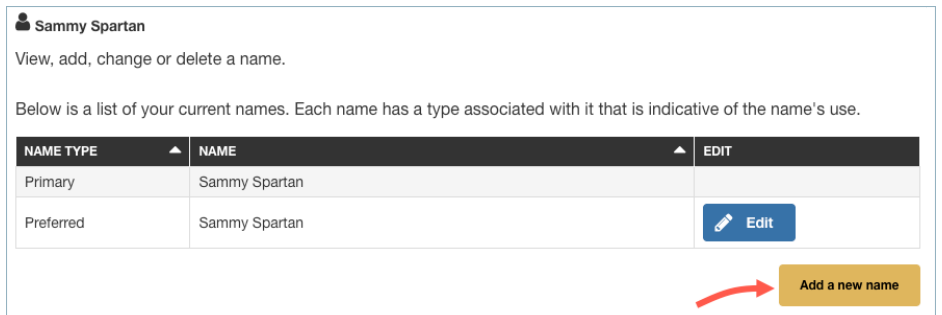 Sammy Spartan
View, add, change or delete a name.
Below is a list of your current names. Each name has a type associated with it that is indicative of the name's use.
NAME TYPE NAME EDIT
Primary Sammy Spartan
Preferred Sammy Spartan Edit
Add a new name